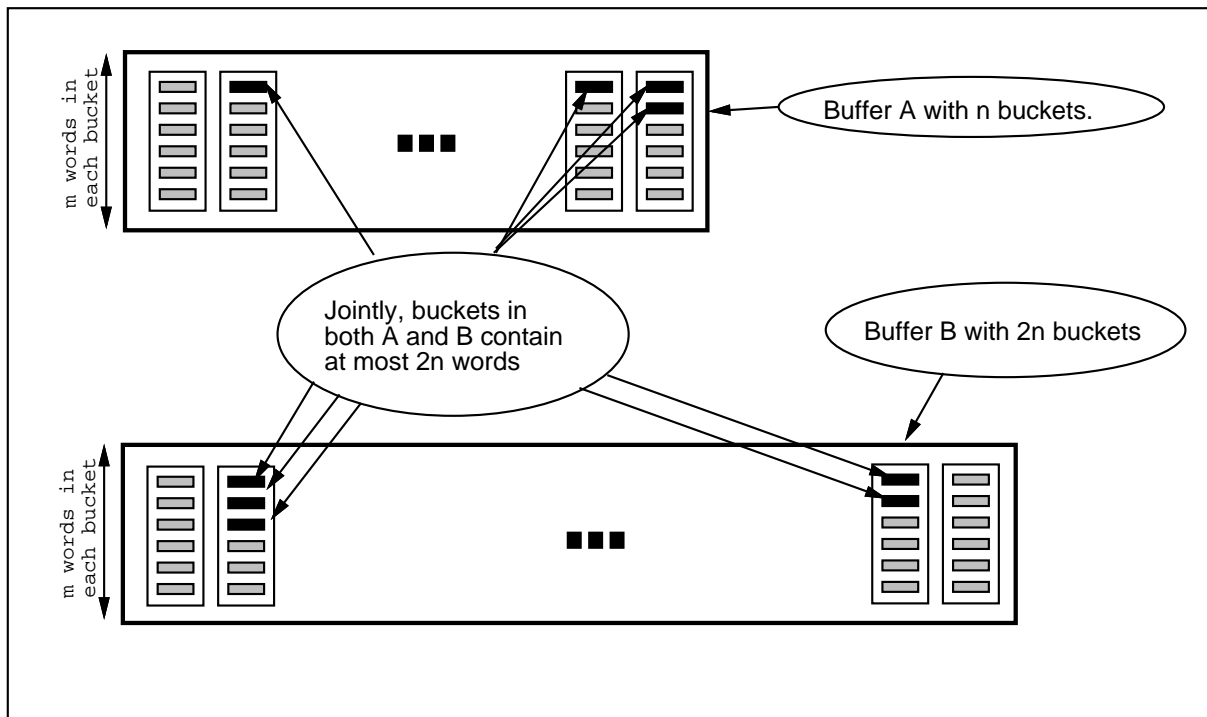 m words in
each bucket
Buffer A with n buckets.
Jointly, buckets in
both A and B contain
at most 2n words
Buffer B with 2n buckets
m words in
each bucket